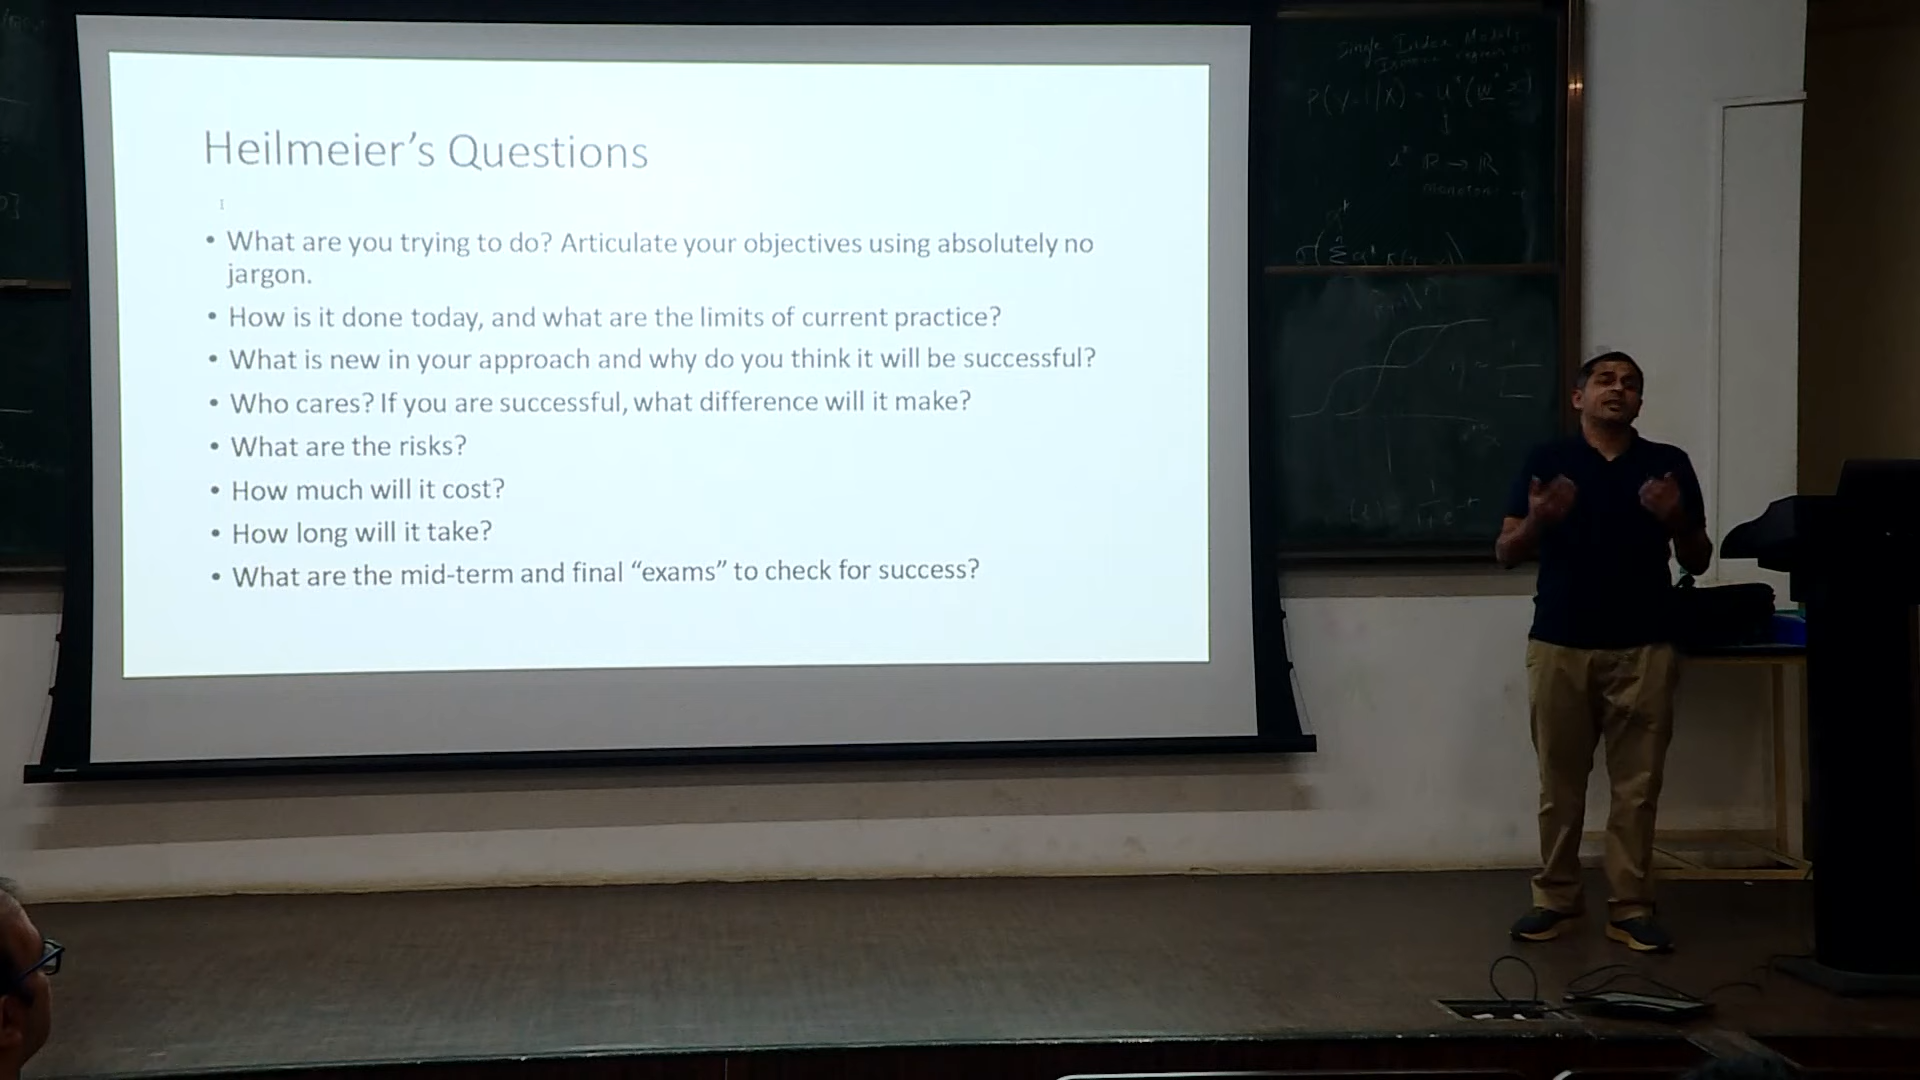 Heilmeier's Questions
• What are you trying to do? Articulate your objectives using absolutely no
jargon.
• How is it done today, and what are the limits of current practice?
• What is new in your approach and why do you think it will be successful?
• Who cares? If you are successful, what difference will it make?
• What are the risks?
• How much will it cost?
• How long will it take?
• What are the mid-term and final “exams” to check for success?
Single Index Model